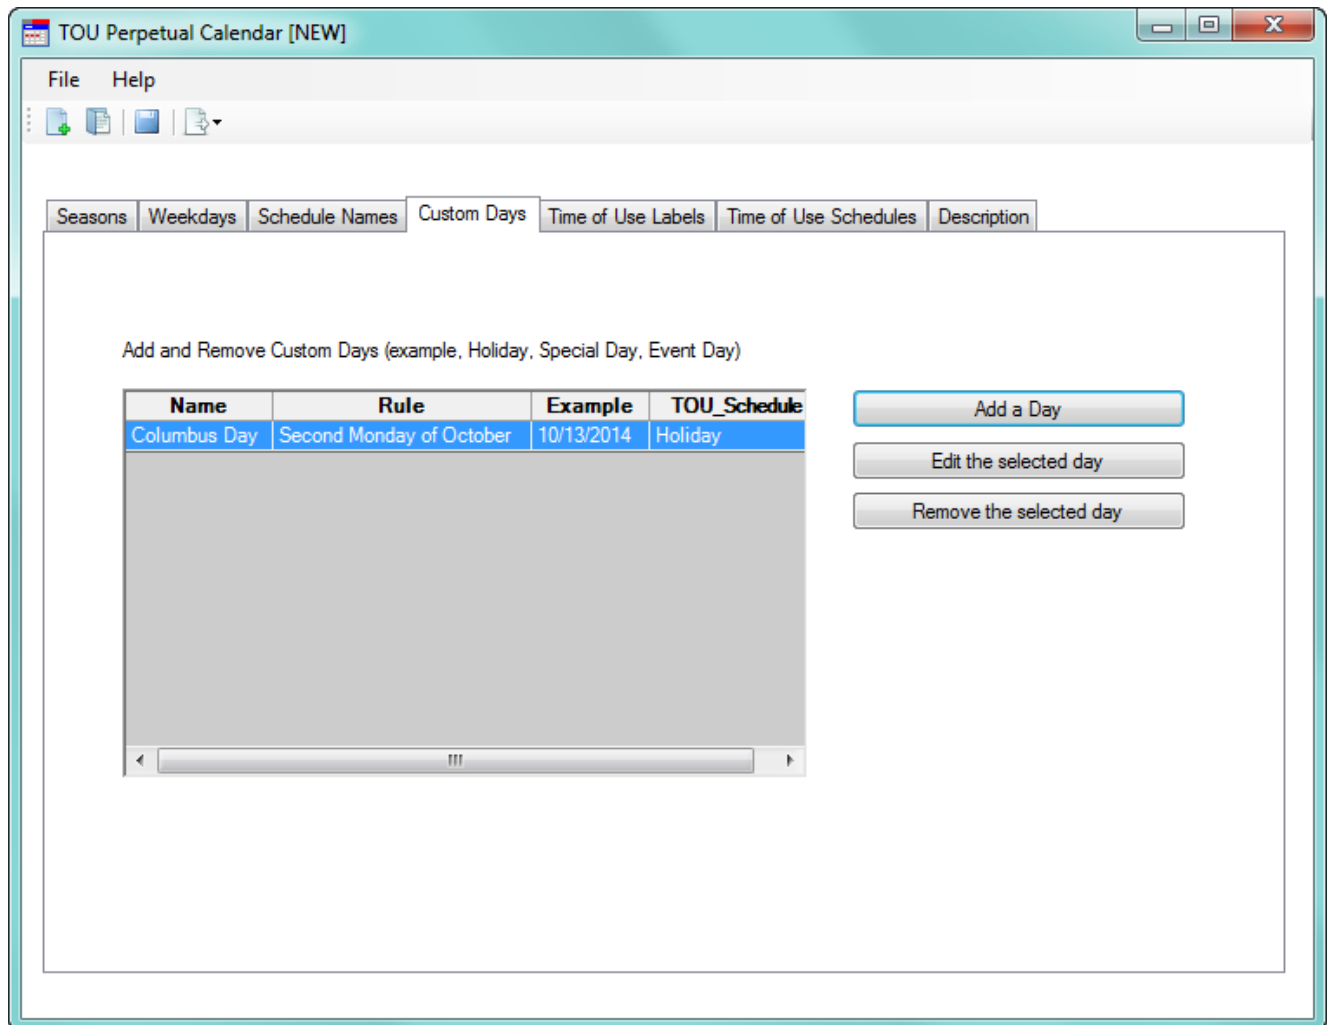 TOU Perpetual Calendar [NEW]
File Help
Seasons Weekdays Schedule Names Custom Days Time of Use Labels Time of Use Schedules Description
Add and Remove Custom Days (example, Holiday, Special Day, Event Day)
Name Rule Example TOU_Schedule
Columbus Day Second Monday of October 10/13/2014 Holiday
Add a Day
Edit the selected day
Remove the selected day